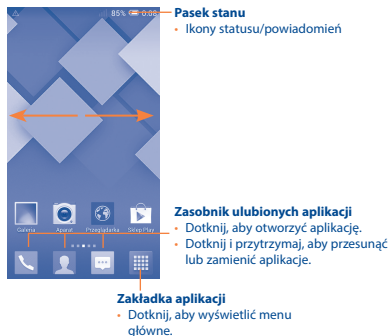 85% 0:08
Pasek stanu
• Ikony statusu/powiadomień
Galeria Aparat Przeglądarka Sklep Play
Zasobnik ulubionych aplikacji
• Dotknij, aby otworzyć aplikację.
• Dotknij i przytrzymaj, aby przesunąć
lub zamienić aplikacje.
Zakładka aplikacji
• Dotknij, aby wyświetlić menu
główne.